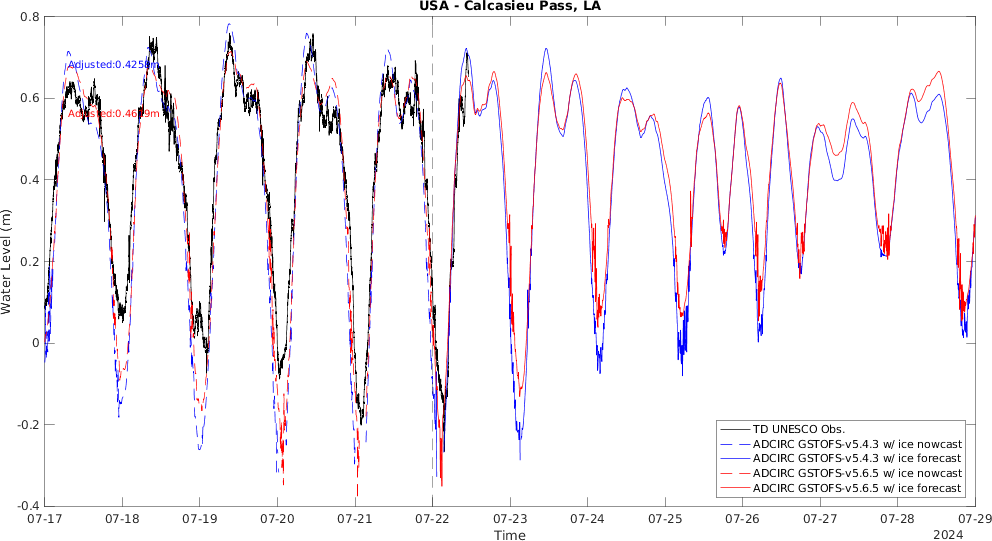 USA - Calcasieu Pass, LA
0.8
0.6
0.4
0.2
0
-0.2
-0.4
Water Level (m)
Adjusted:0.4258m
TD UNESCO Obs.
ADCIRC GSTOFS-v5.4.3 w/ ice nowcast
ADCIRC GSTOFS-v5.4.3 w/ ice forecast
ADCIRC GSTOFS-v5.6.5 w/ ice nowcast
ADCIRC GSTOFS-v5.6.5 w/ ice forecast
07-17 07-18 07-19 07-20 07-21 07-22 07-23 07-24 07-25 07-26 07-27 07-28 07-29
Time
2024